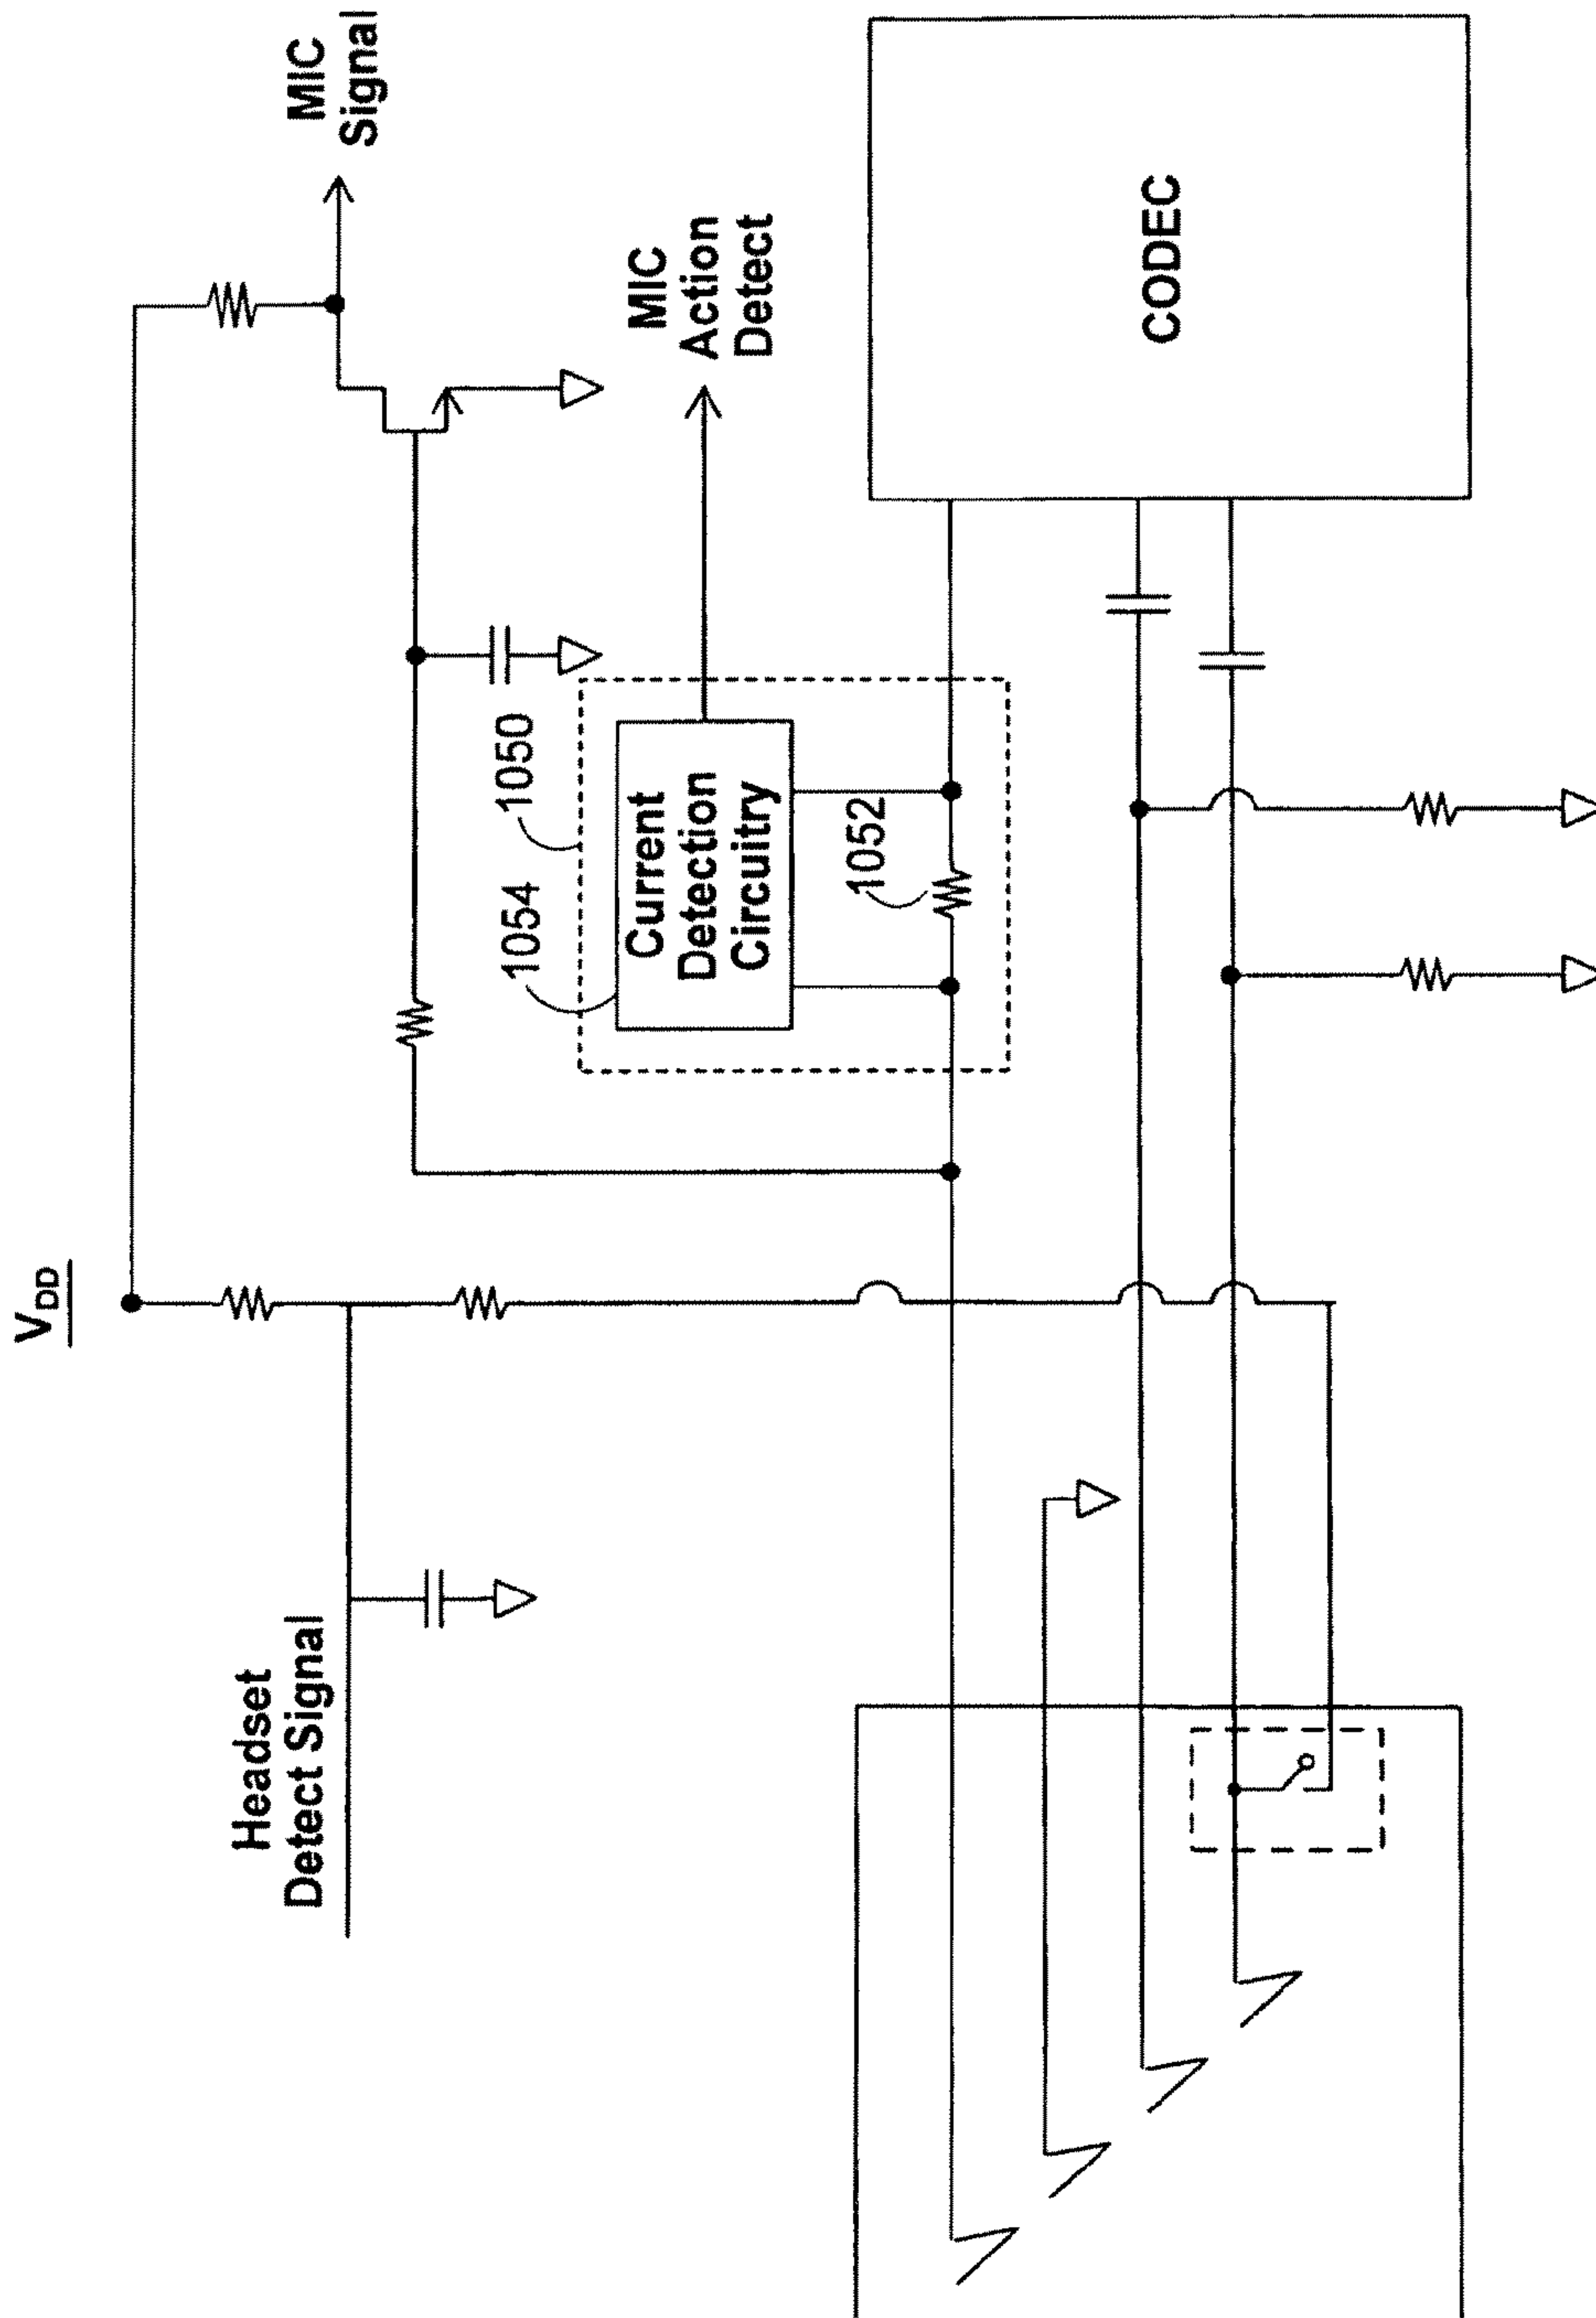 MIC
Signal
MIC
Action
Detect
CODEC
1050
1054
Current
Detection
Circuitry
1052
VDD
Headset
Detect Signal